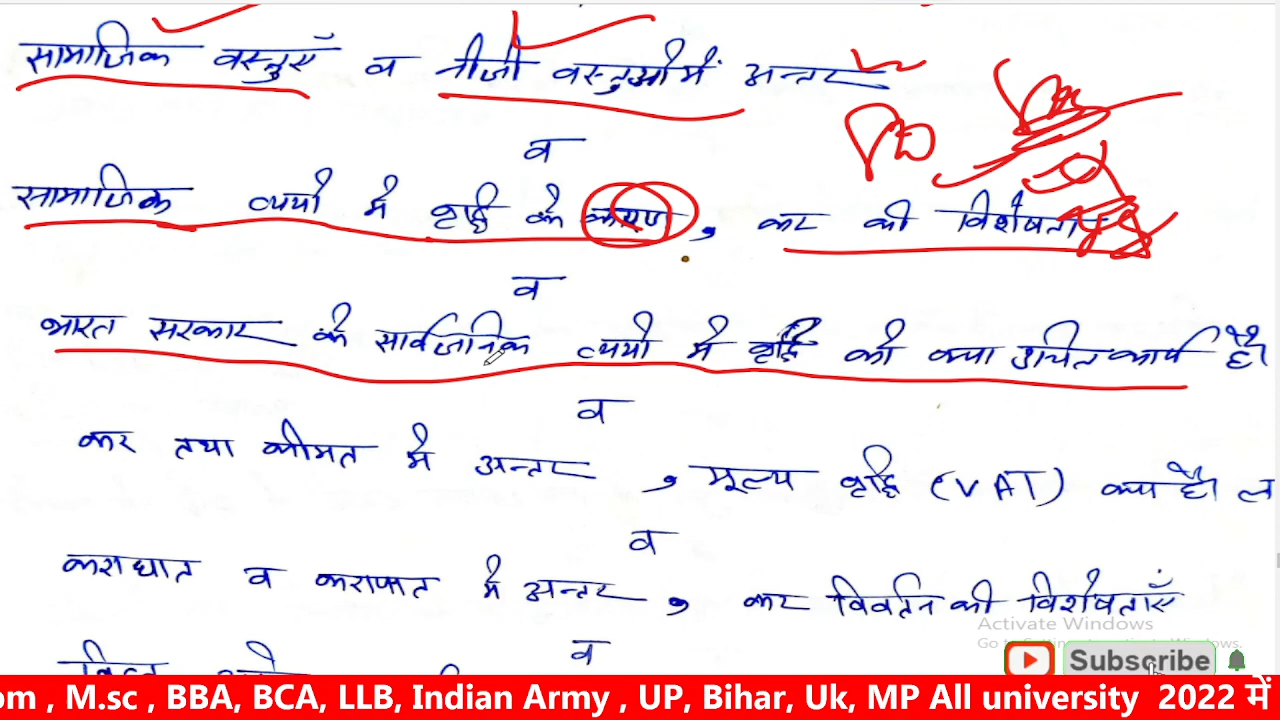 सामाजिक वस्तुएँ व नीजी वस्तुओं में अन्तर
व
सामाजिक व्ययों में वृद्धि के कारण, कर की विशेषता
व
भारत सरकार के सार्वजनिक व्ययों में वृद्धि की क्या उचित कार्य है।
व
कर तथा कीमत में अन्तर, मूल्य वृद्धि (VAT) क्या है। ल
व
कराघात व करापात में अन्तर, कर विवर्तन की विशेषताएँ
व
Activate Windows
Subscribe
om , M.sc , BBA, BCA, LLB, Indian Army , UP, Bihar, Uk, MP All university 2022 में